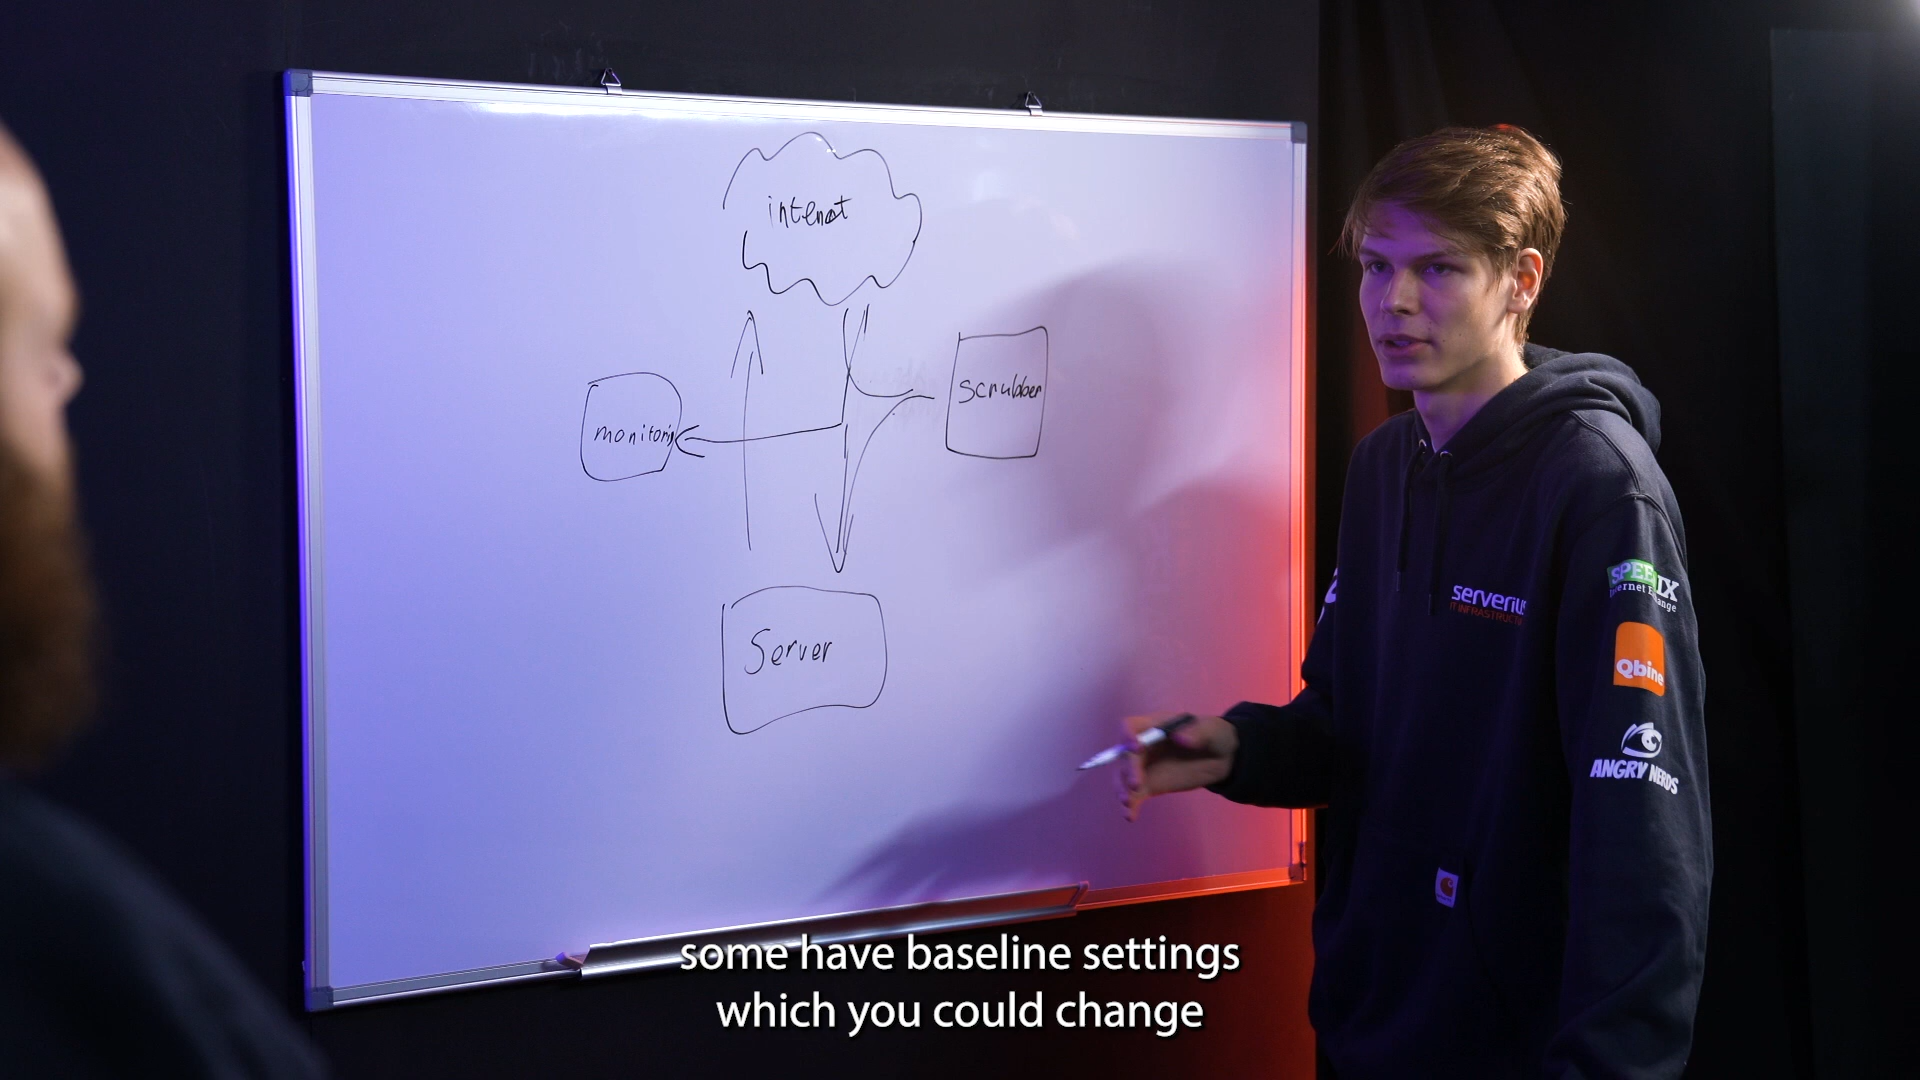 intenet
scrubber
monitoring
Server
serverius
IT INFRASTRUCTURE
SPEEDIX
Internet Exchange
Qbine
ANGRY NERDS
some have baseline settings
which you could change